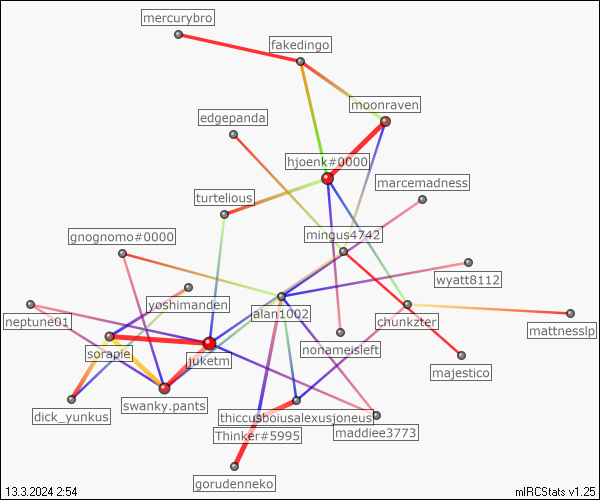 mercurybro
fakedingo
moonraven
edgepanda
hjoenk#0000
marcemadness
turtelious
mingus4742
gnognomo#0000
wyatt8112
yoshimanden
neptune01
alan1002
chunkzter
mattnesslp
nonameisleft
sorapie_
juketm
majestico
swanky.pants
dick_yunkus
thiccusboiusalexusjoneus
maddiee3773
Thinker#5995
gorudenneko
13.3.2024 2:54
mIRCStats v1.25